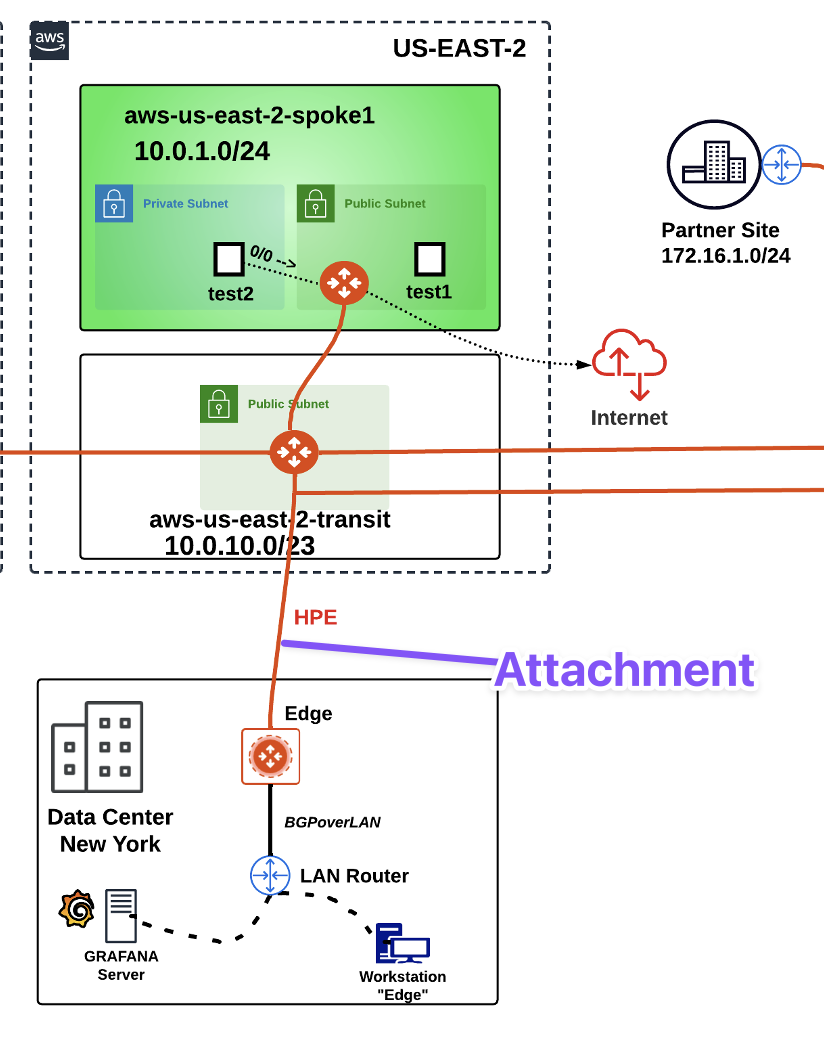 aws
US-EAST-2
aws-us-east-2-spoke1
10.0.1.0/24
Private Subnet
Public Subnet
0/0 -->
test2
test1
Partner Site
172.16.1.0/24
Internet
Public Subnet
aws-us-east-2-transit
10.0.10.0/23
HPE
Attachment
Edge
Data Center
New York
BGPoverLAN
LAN Router
GRAFANA
Server
Workstation
"Edge"